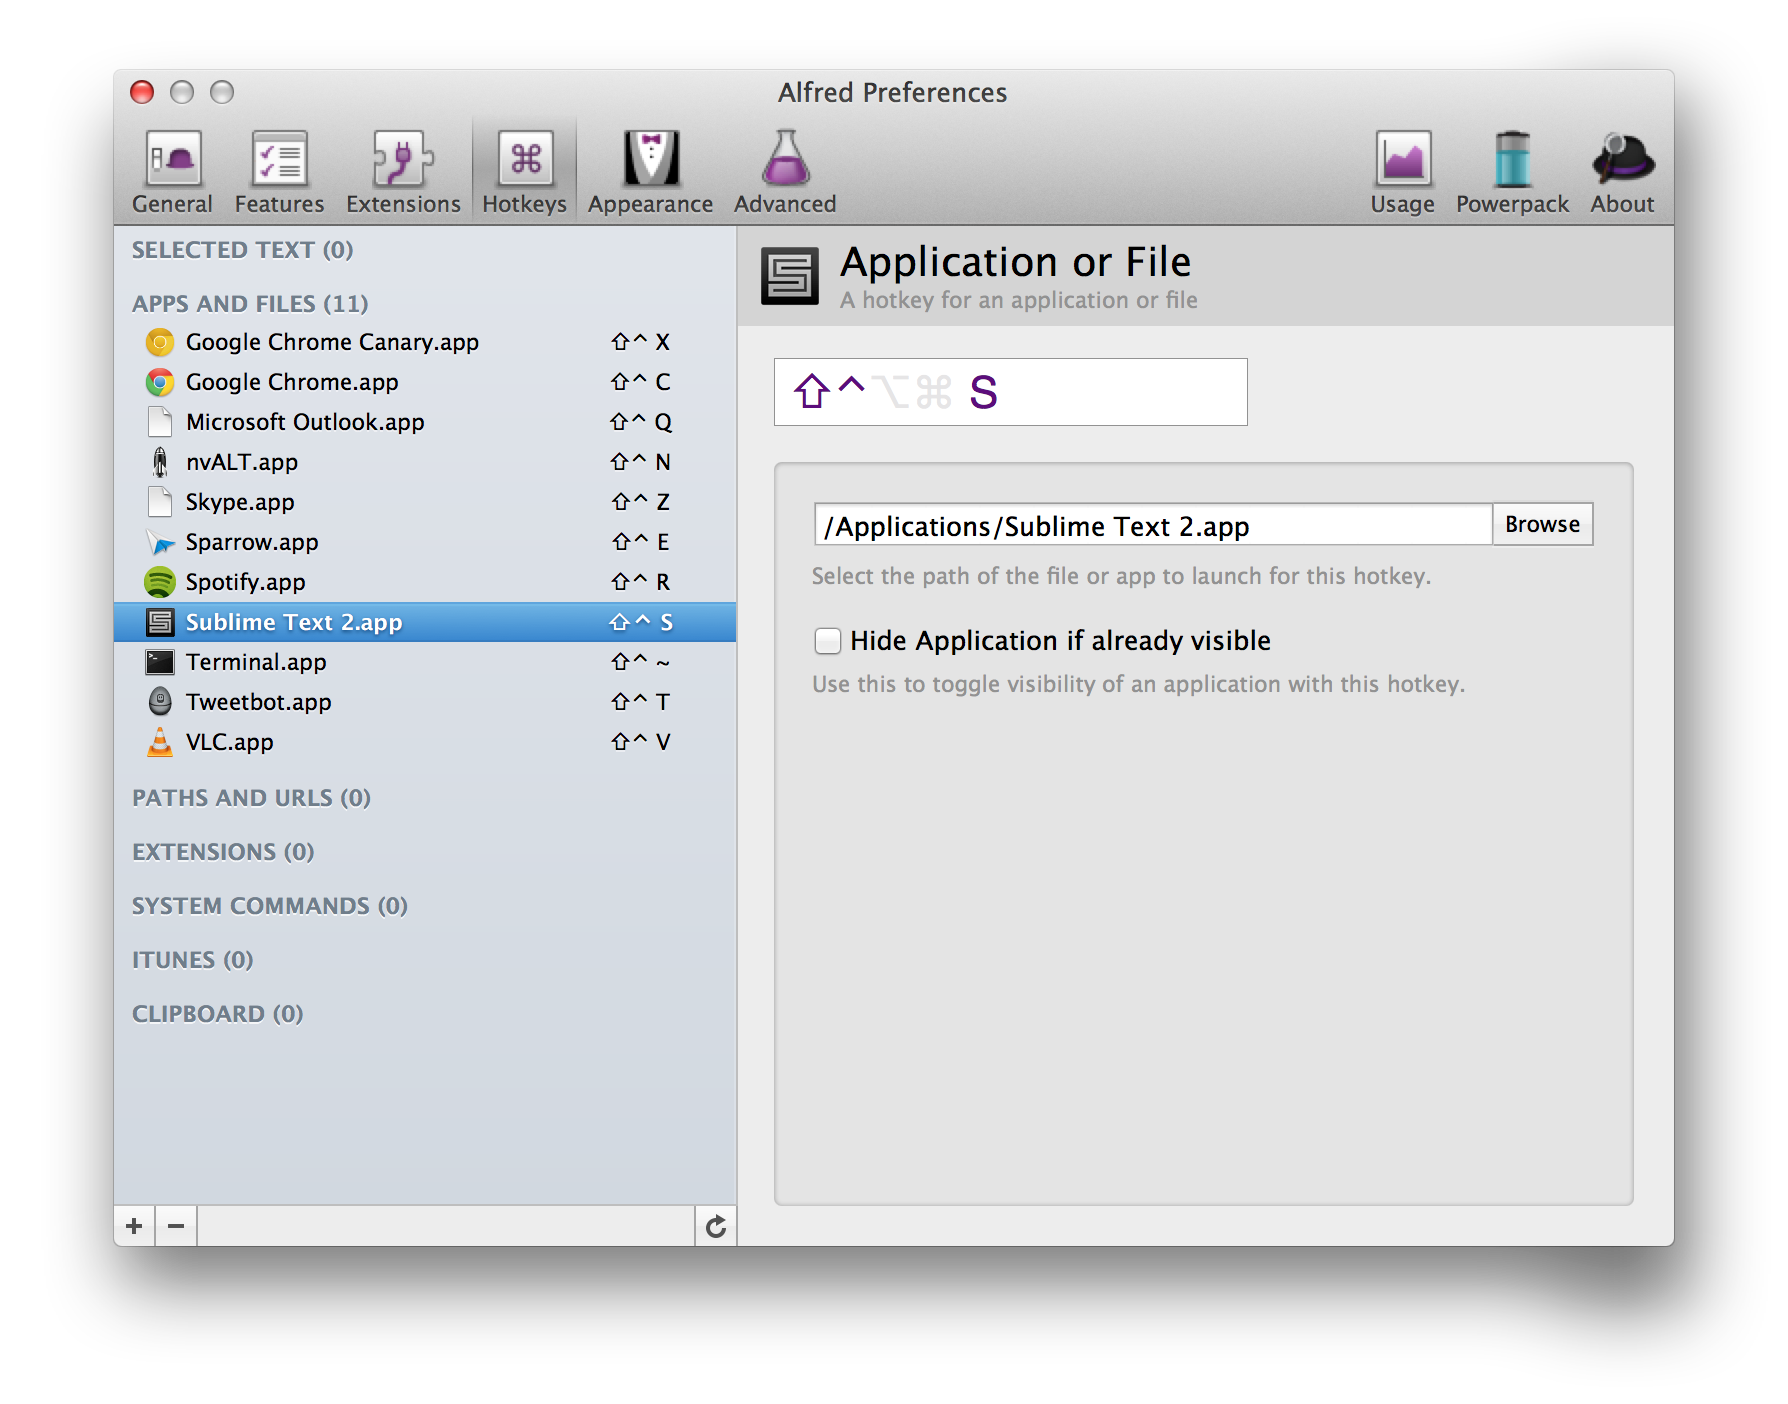 Alfred Preferences
General Features Extensions Hotkeys Appearance Advanced Usage Powerpack About
SELECTED TEXT (0)
APPS AND FILES (11)
Google Chrome Canary.app ⇧^ X
Google Chrome.app ⇧^ C
Microsoft Outlook.app ⇧^ Q
nvALT.app ⇧^ N
Skype.app ⇧^ Z
Sparrow.app ⇧^ E
Spotify.app ⇧^ R
Sublime Text 2.app ⇧^ S
Terminal.app ⇧^ ~
Tweetbot.app ⇧^ T
VLC.app ⇧^ V
PATHS AND URLS (0)
EXTENSIONS (0)
SYSTEM COMMANDS (0)
ITUNES (0)
CLIPBOARD (0)
Application or File
A hotkey for an application or file
⇧^⌥⌘ S
/Applications/Sublime Text 2.app Browse
Select the path of the file or app to launch for this hotkey.
Hide Application if already visible
Use this to toggle visibility of an application with this hotkey.